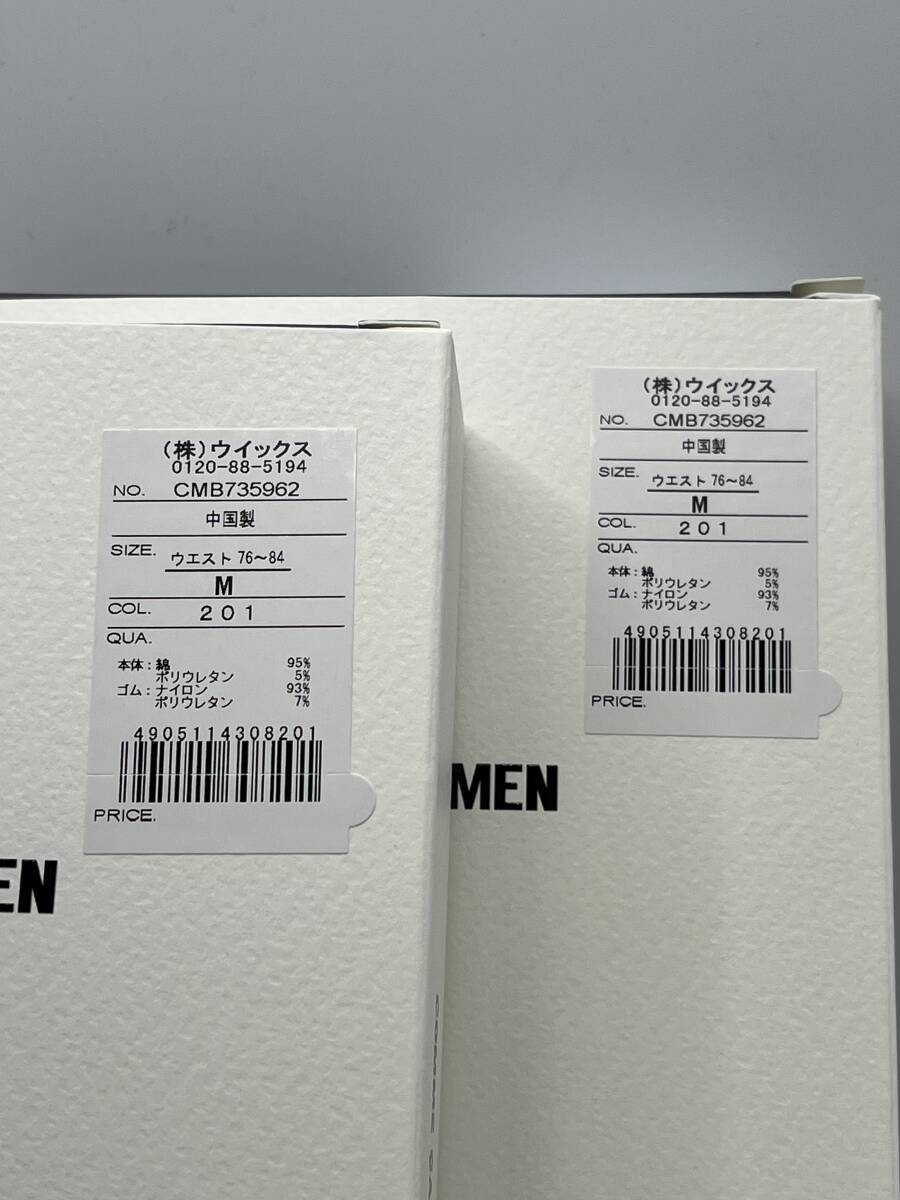 (株)ウイックス
0120-88-5194
NO. CMB735962
中国製
SIZE. ウエスト 76〜84
M
COL. 201
QUA.
本体:綿 95%
ポリウレタン 5%
ゴム:ナイロン 93%
ポリウレタン 7%
4905114308201
PRICE.
EN
(株)ウイックス
0120-88-5194
NO. CMB735962
中国製
SIZE. ウエスト 76〜84
M
COL. 201
QUA.
本体:綿 95%
ポリウレタン 5%
ゴム:ナイロン 93%
ポリウレタン 7%
4905114308201
PRICE.
MEN